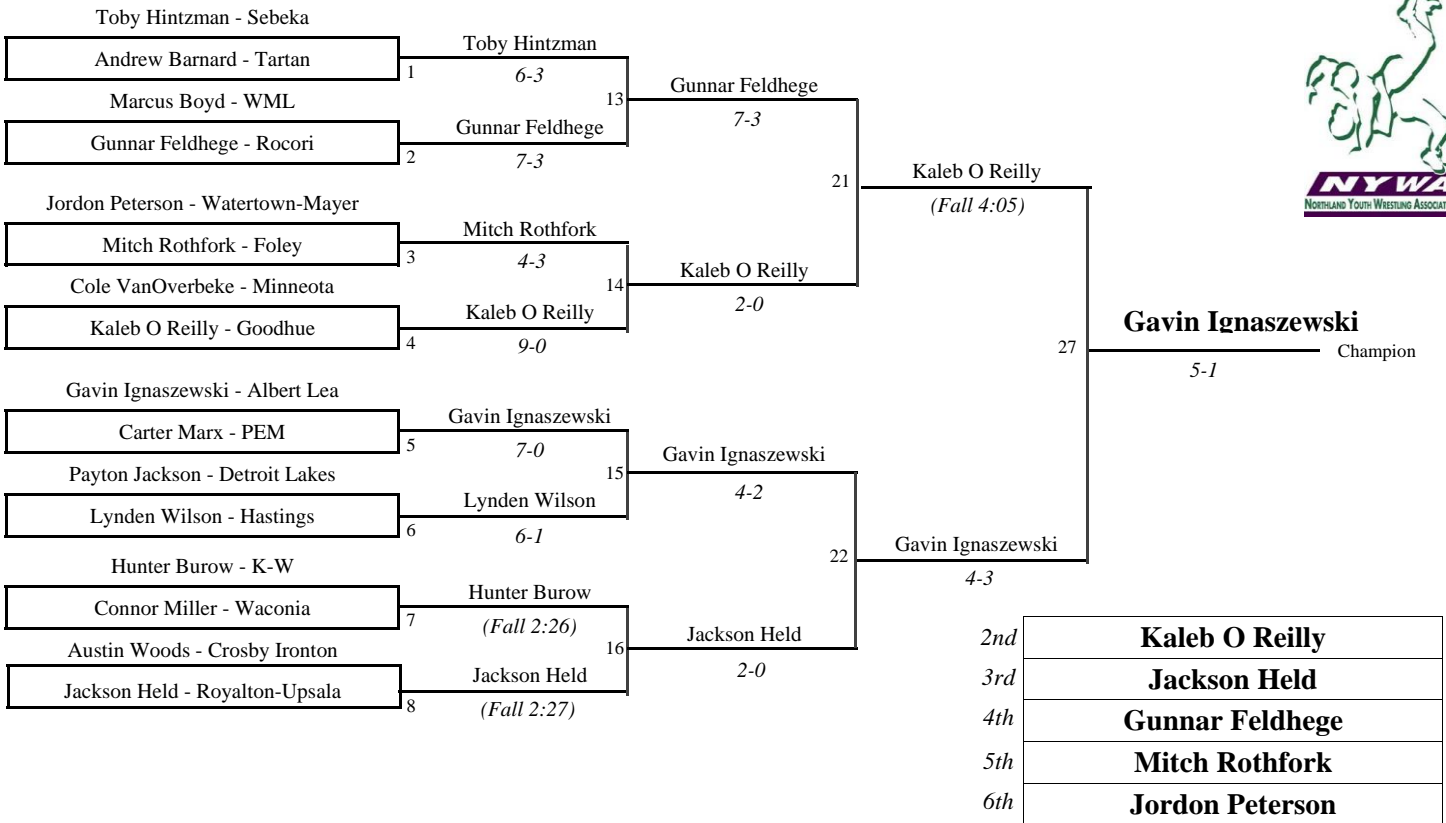 Toby Hintzman - Sebeka
Andrew Barnard - Tartan
1
Marcus Boyd - WML
Gunnar Feldhege - Rocori
2
Jordon Peterson - Watertown-Mayer
Mitch Rothfork - Foley
3
Cole VanOverbeke - Minneota
Kaleb O Reilly - Goodhue
4
Gavin Ignaszewski - Albert Lea
Carter Marx - PEM
5
Payton Jackson - Detroit Lakes
Lynden Wilson - Hastings
6
Hunter Burow - K-W
Connor Miller - Waconia
7
Austin Woods - Crosby Ironton
Jackson Held - Royalton-Upsala
8
Toby Hintzman
6-3
13
Gunnar Feldhege
7-3
Mitch Rothfork
4-3
14
Kaleb O Reilly
9-0
Gavin Ignaszewski
7-0
15
Lynden Wilson
6-1
Hunter Burow
(Fall 2:26)
16
Jackson Held
(Fall 2:27)
Gunnar Feldhege
7-3
21
Kaleb O Reilly
2-0
Gavin Ignaszewski
4-2
22
Jackson Held
2-0
Kaleb O Reilly
(Fall 4:05)
27
Gavin Ignaszewski
4-3
Gavin Ignaszewski
Champion
5-1
NYWA
NORTHLAND YOUTH WRESTLING
2nd Kaleb O Reilly
3rd Jackson Held
4th Gunnar Feldhege
5th Mitch Rothfork
6th Jordon Peterson